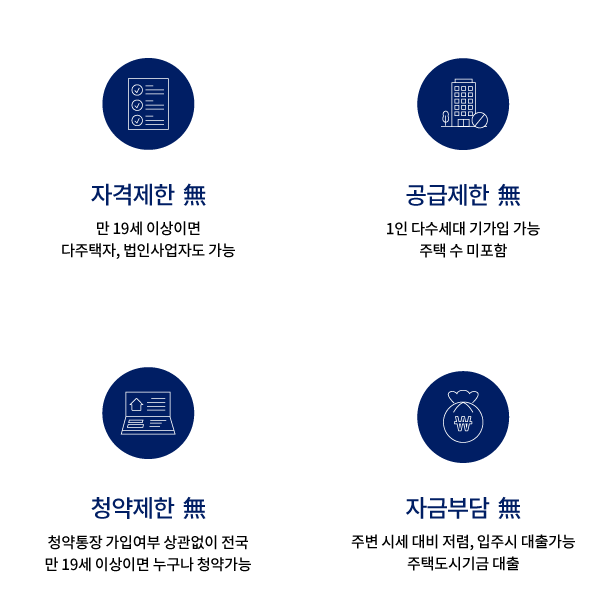 자격제한 無
만 19세 이상이면
다주택자, 법인사업자도 가능
공급제한 無
1인 다수세대 기가입 가능
주택 수 미포함
청약제한 無
청약통장 가입여부 상관없이 전국
만 19세 이상이면 누구나 청약가능
₩
자금부담 無
주변 시세 대비 저렴, 입주시 대출가능
주택도시기금 대출